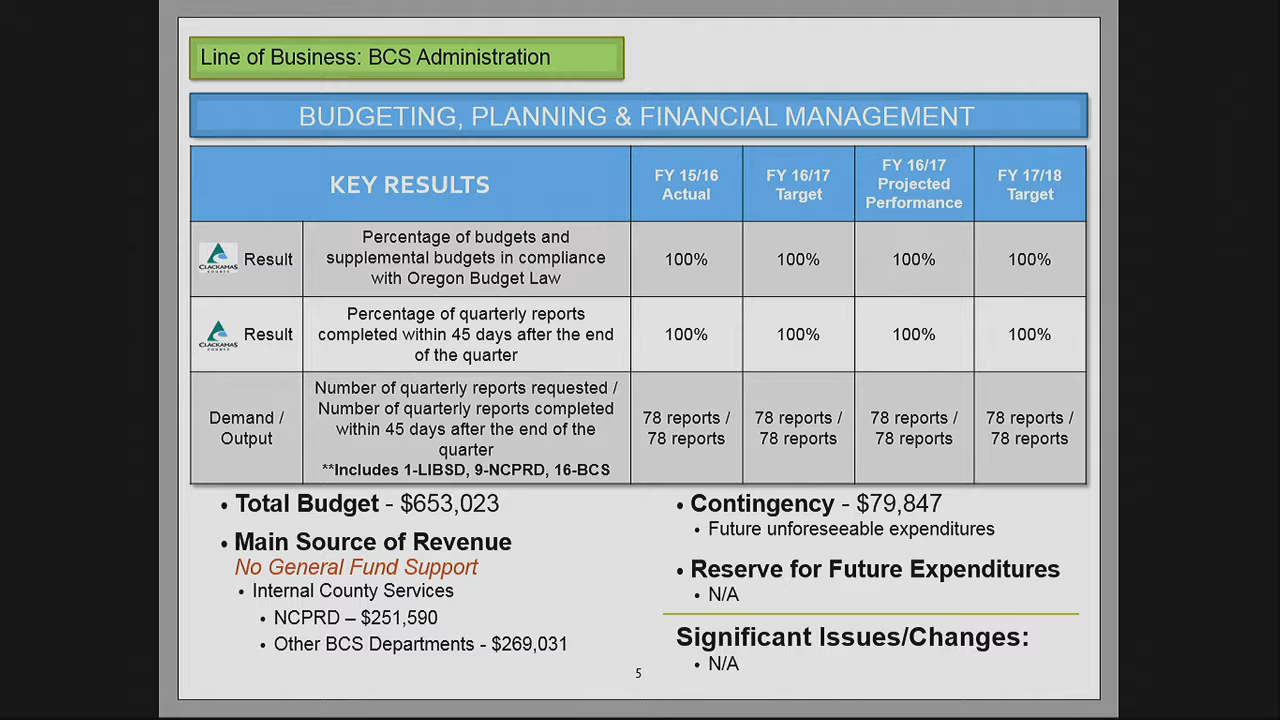 Line of Business: BCS Administration
BUDGETING, PLANNING & FINANCIAL MANAGEMENT
KEY RESULTS
FY 15/16
Actual
FY 16/17
Target
FY 16/17
Projected
Performance
FY 17/18
Target
CLACKAMAS
COUNTY
Result
Percentage of budgets and
supplemental budgets in compliance
with Oregon Budget Law
100%
100%
100%
100%
CLACKAMAS
COUNTY
Result
Percentage of quarterly reports
completed within 45 days after the end
of the quarter
100%
100%
100%
100%
Demand /
Output
Number of quarterly reports requested /
Number of quarterly reports completed
within 45 days after the end of the
quarter
**Includes 1-LIBSD, 9-NCPRD, 16-BCS
78 reports /
78 reports
78 reports /
78 reports
78 reports /
78 reports
78 reports /
78 reports
• Total Budget - $653,023
• Main Source of Revenue
No General Fund Support
• Internal County Services
• NCPRD – $251,590
• Other BCS Departments - $269,031
• Contingency - $79,847
• Future unforeseeable expenditures
• Reserve for Future Expenditures
• N/A
Significant Issues/Changes:
• N/A
5